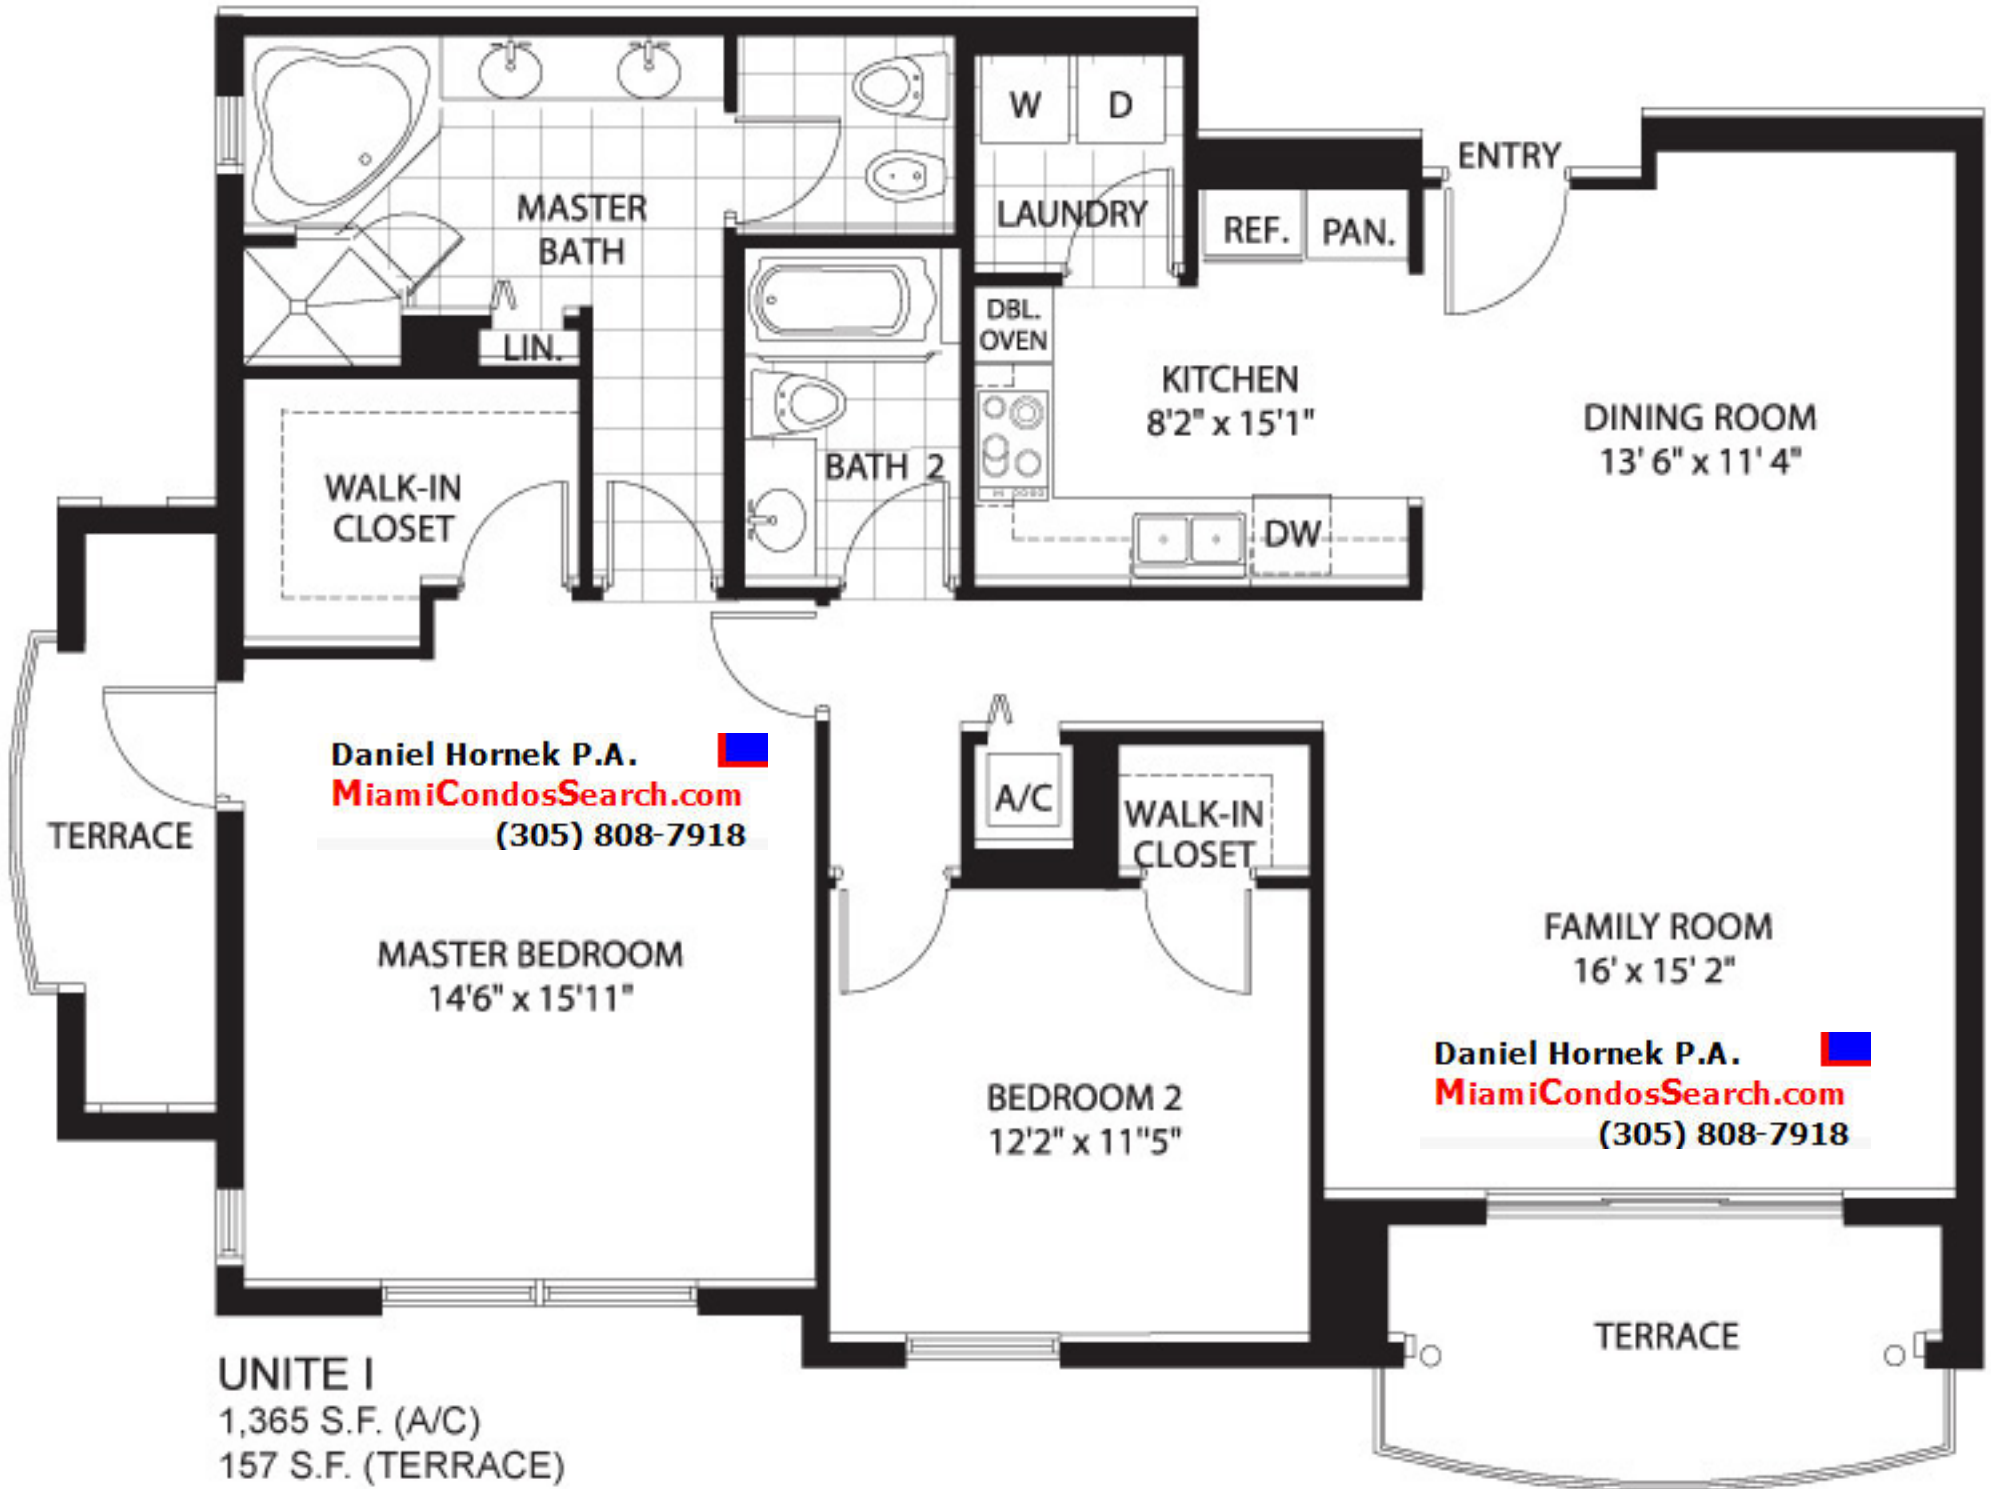 W
D
ENTRY
MASTER
BATH
LAUNDRY
REF.
PAN.
DBL.
OVEN
LIN.
KITCHEN
8'2" x 15'1"
DINING ROOM
13' 6" x 11' 4"
BATH 2
WALK-IN
CLOSET
DW
Daniel Hornek P.A.
MiamiCondosSearch.com
(305) 808-7918
A/C
WALK-IN
CLOSET
TERRACE
FAMILY ROOM
16' x 15' 2"
MASTER BEDROOM
14'6" x 15'11"
Daniel Hornek P.A.
MiamiCondosSearch.com
(305) 808-7918
BEDROOM 2
12'2" x 11"5"
TERRACE
UNITE I
1,365 S.F. (A/C)
157 S.F. (TERRACE)